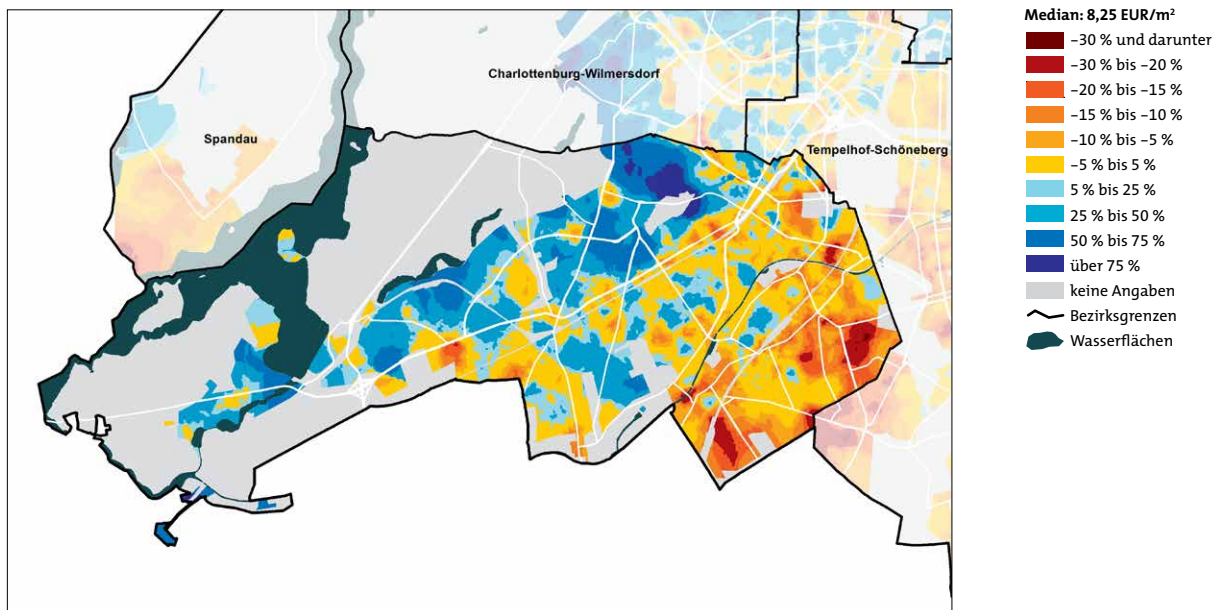 Charlottenburg-Wilmersdorf
Spandau
Tempelhof-Schöneberg
Median: 8,25 EUR/m²
–30 % und darunter
–30 % bis –20 %
–20 % bis –15 %
–15 % bis –10 %
–10 % bis –5 %
–5 % bis 5 %
5 % bis 25 %
25 % bis 50 %
50 % bis 75 %
über 75 %
keine Angaben
Bezirksgrenzen
Wasserflächen